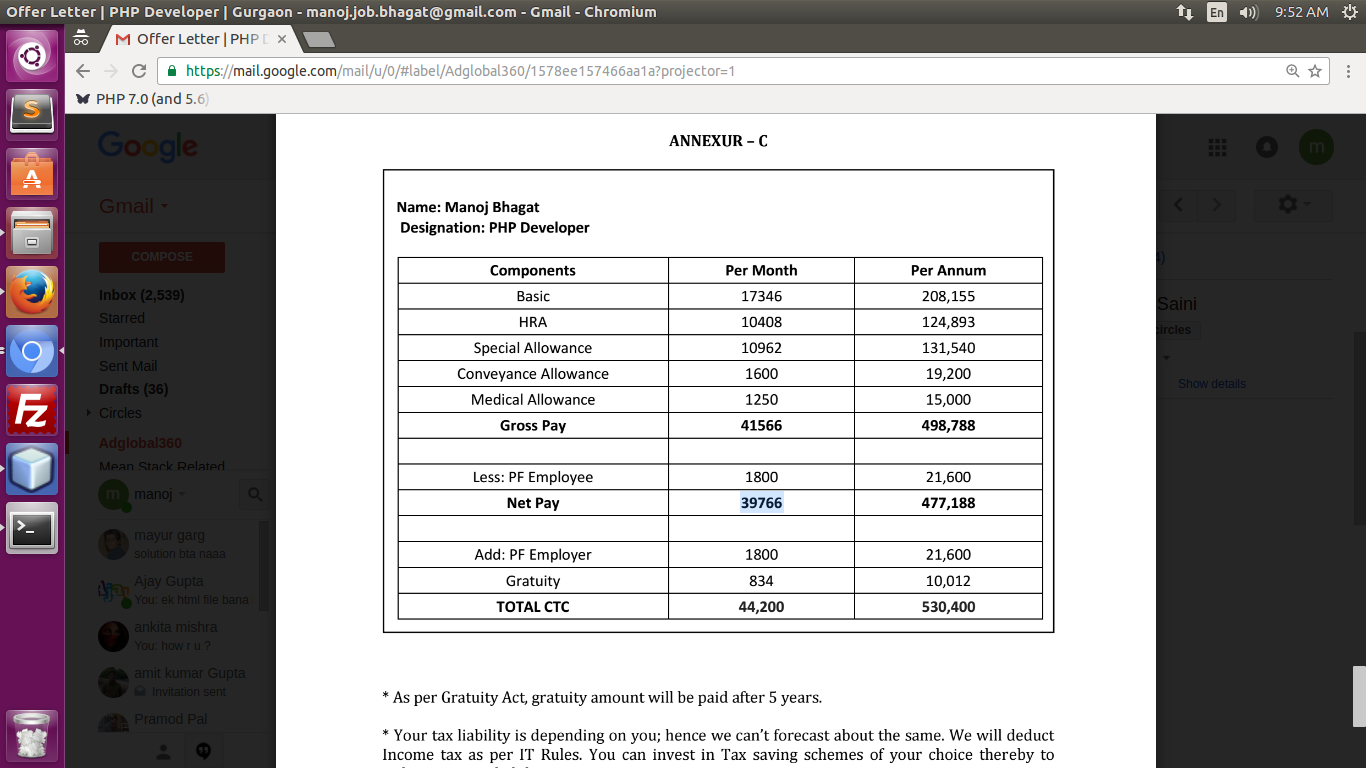 Offer Letter | PHP Developer | Gurgaon - manoj.job.bhagat@gmail.com - Gmail - Chromium
En
9:52 AM
Offer Letter | PHP D
https://mail.google.com/mail/u/0/#label/Adglobal360/1578ee157466aa1a?projector=1
PHP 7.0 (and 5.6)
Google
m
Gmail
COMPOSE
Inbox (2,539)
Starred
Important
Sent Mail
Drafts (36)
Circles
Adglobal360
Mean Stack Related
m manoj
mayur garg
solution bta naaa
Ajay Gupta
You: ek html file bana
ankita mishra
You: how r u ?
amit kumar Gupta
Invitation sent
Pramod Pal
4)
Saini
circles
Show details
ANNEXUR – C
Name: Manoj Bhagat
Designation: PHP Developer
Components Per Month Per Annum
Basic 17346 208,155
HRA 10408 124,893
Special Allowance 10962 131,540
Conveyance Allowance 1600 19,200
Medical Allowance 1250 15,000
Gross Pay 41566 498,788
Less: PF Employee 1800 21,600
Net Pay 39766 477,188
Add: PF Employer 1800 21,600
Gratuity 834 10,012
TOTAL CTC 44,200 530,400
* As per Gratuity Act, gratuity amount will be paid after 5 years.
* Your tax liability is depending on you; hence we can't forecast about the same. We will deduct
Income tax as per IT Rules. You can invest in Tax saving schemes of your choice thereby to